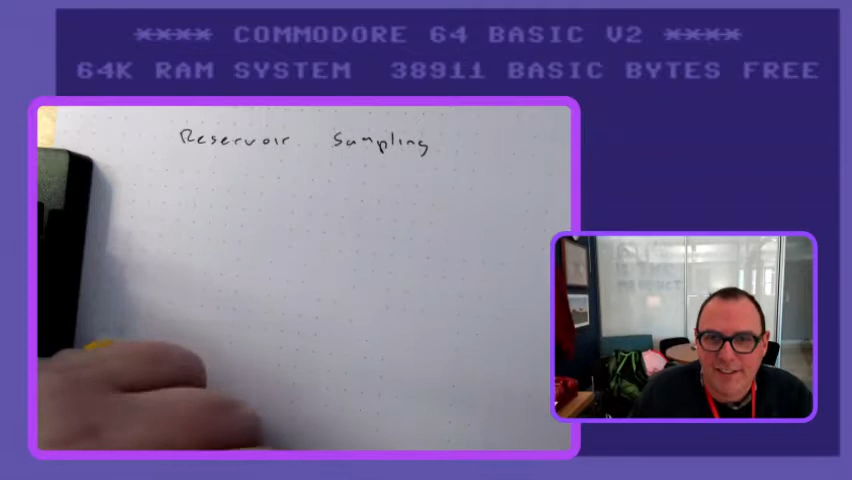 **** COMMODORE 64 BASIC V2 ****
64K RAM SYSTEM 38911 BASIC BYTES FREE
Reservoir Sampling